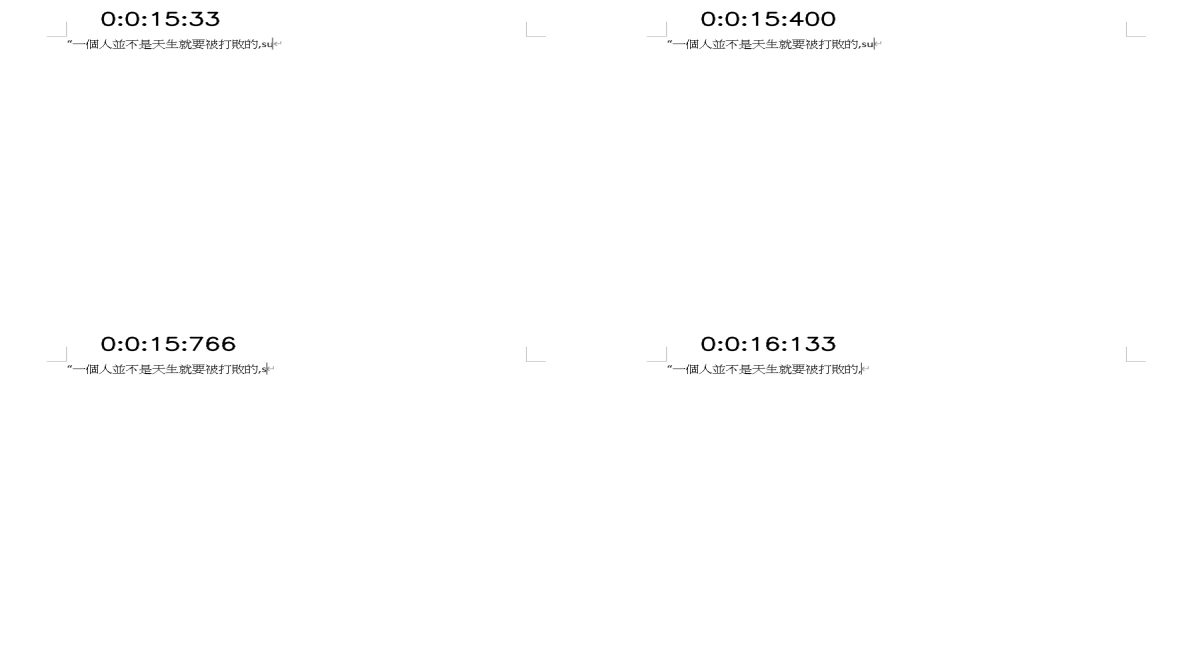 0:0:15:33
“一個人並不是天生就要被打敗的,su↵
0:0:15:400
“一個人並不是天生就要被打敗的,su↵
0:0:15:766
“一個人並不是天生就要被打敗的,s↵
0:0:16:133
“一個人並不是天生就要被打敗的,↵